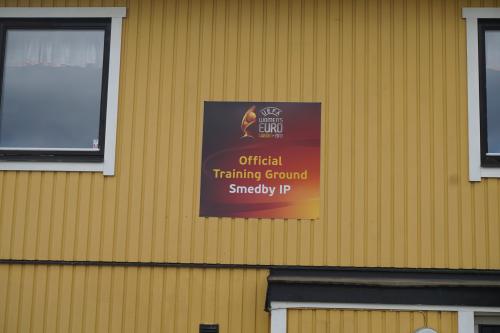 UEFA
WOMEN'S
EURO
Official
Training Ground
Smedby IP